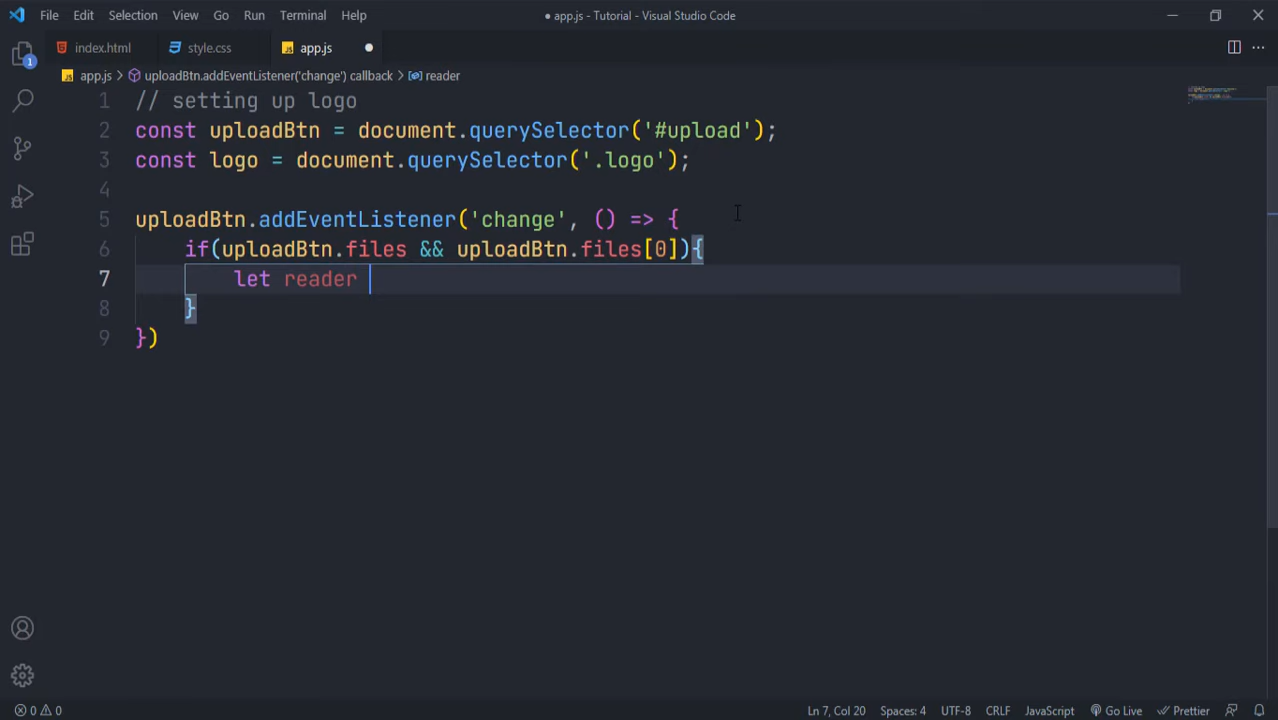 File Edit Selection View Go Run Terminal Help ● app.js - Tutorial - Visual Studio Code
index.html style.css app.js
app.js > uploadBtn.addEventListener('change') callback > reader
1 // setting up logo
2 const uploadBtn = document.querySelector('#upload');
3 const logo = document.querySelector('.logo');
4
5 uploadBtn.addEventListener('change', () => {
6 if(uploadBtn.files && uploadBtn.files[0]){
7 let reader
8 }
9 })
1
0 0 Ln 7, Col 20 Spaces: 4 UTF-8 CRLF JavaScript Go Live Prettier